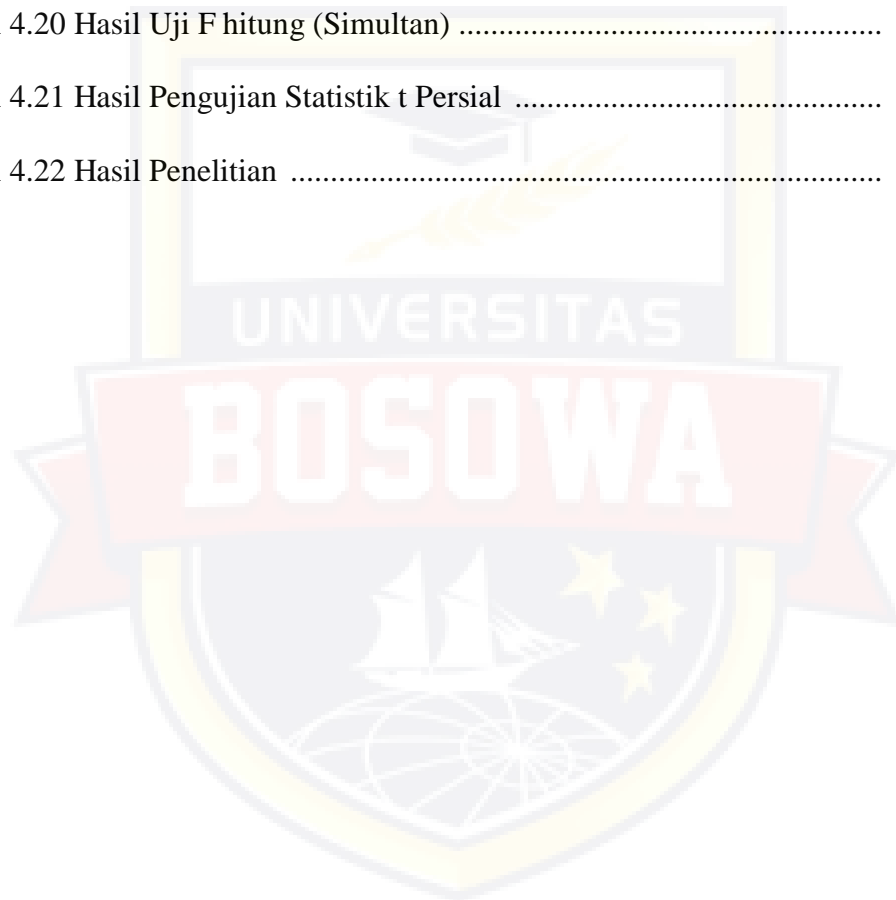 4.20 Hasil Uji F hitung (Simultan) ................................................
4.21 Hasil Pengujian Statistik t Persial ..........................................
4.22 Hasil Penelitian ....................................................................
UNIVERSITAS
BOSOWA